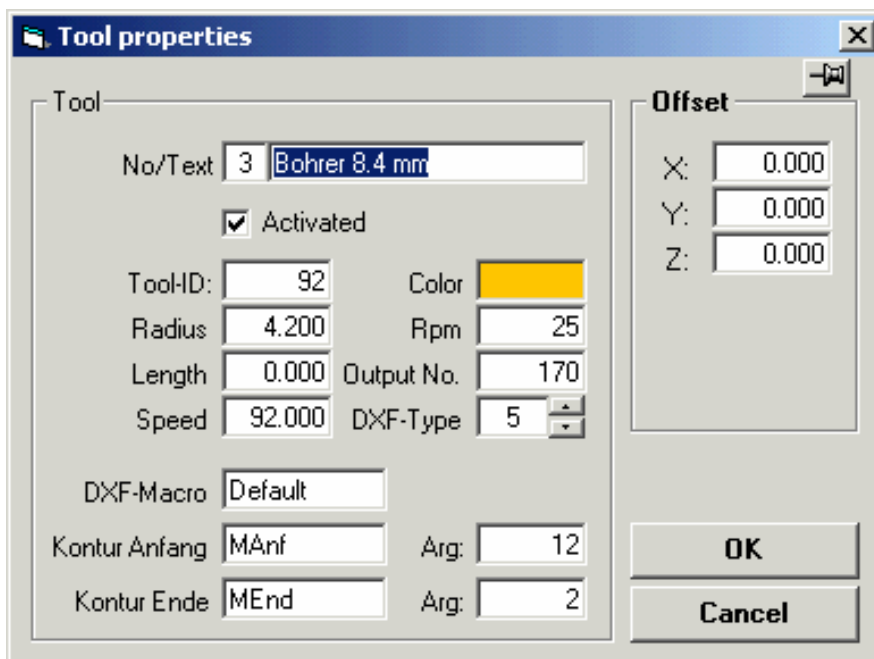 Tool properties
Tool
No/Text 3 Bohrer 8.4 mm
Activated
Tool-ID: 92 Color
Radius 4.200 Rpm 25
Length 0.000 Output No. 170
Speed 92.000 DXF-Type 5
DXF-Macro Default
Kontur Anfang MAnf Arg: 12
Kontur Ende MEnd Arg: 2
Offset
X: 0.000
Y: 0.000
Z: 0.000
OK
Cancel